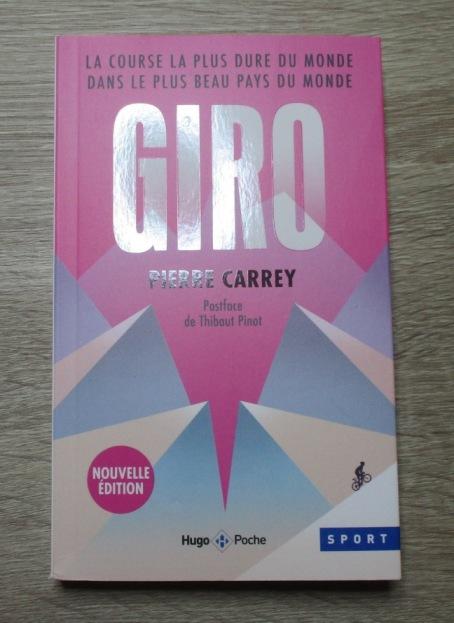 LA COURSE LA PLUS DURE DU MONDE
DANS LE PLUS BEAU PAYS DU MONDE
GIRO
PIERRE CARREY
Postface
de Thibaut Pinot
NOUVELLE
ÉDITION
Hugo Poche
SPORT